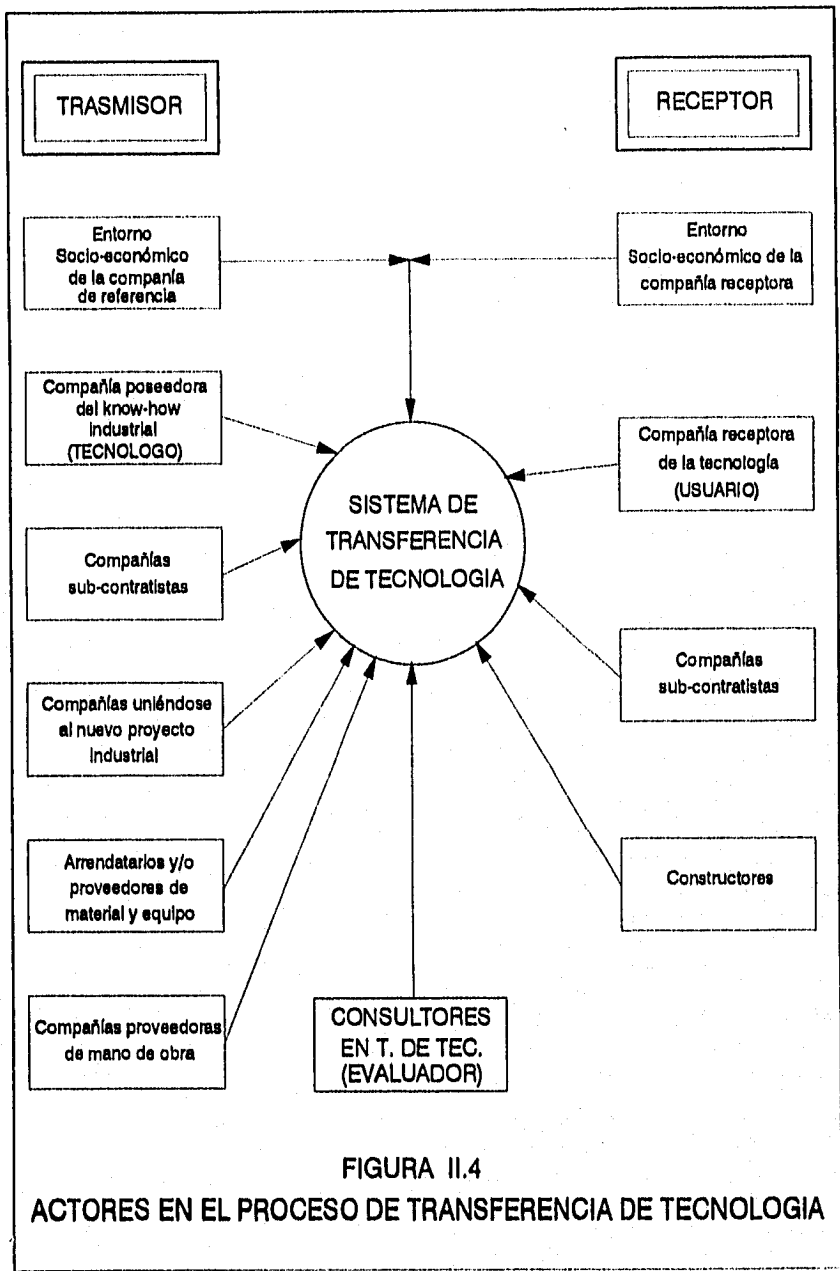 TRASMISOR
RECEPTOR
Entorno
Socio-económico
de la compañía
de referencia
Entorno
Socio-económico de la
compañía receptora
Compañía poseedora
del know-how
Industrial
(TECNOLOGO)
Compañía receptora
de la tecnología
(USUARIO)
SISTEMA DE
TRANSFERENCIA
DE TECNOLOGIA
Compañías
sub-contratistas
Compañías
sub-contratistas
Compañías uniéndose
al nuevo proyecto
Industrial
Arrendatarios y/o
proveedores de
material y equipo
Constructores
Compañías proveedoras
de mano de obra
CONSULTORES
EN T. DE TEC.
(EVALUADOR)
FIGURA II.4
ACTORES EN EL PROCESO DE TRANSFERENCIA DE TECNOLOGIA